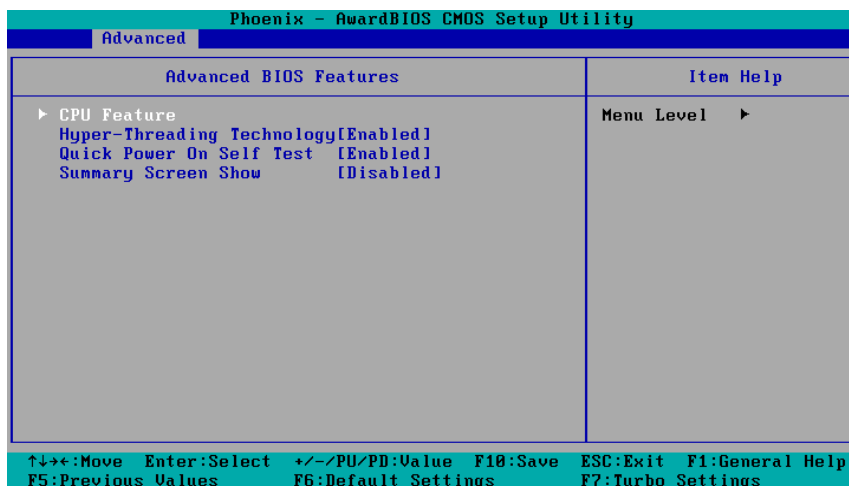 Phoenix - AwardBIOS CMOS Setup Utility
Advanced
Advanced BIOS Features
Item Help
► CPU Feature
Hyper-Threading Technology[Enabled]
Quick Power On Self Test [Enabled]
Summary Screen Show [Disabled]
Menu Level ►
↑↓→←:Move Enter:Select +/-/PU/PD:Value F10:Save ESC:Exit F1:General Help
F5:Previous Values F6:Default Settings F7:Turbo Settings